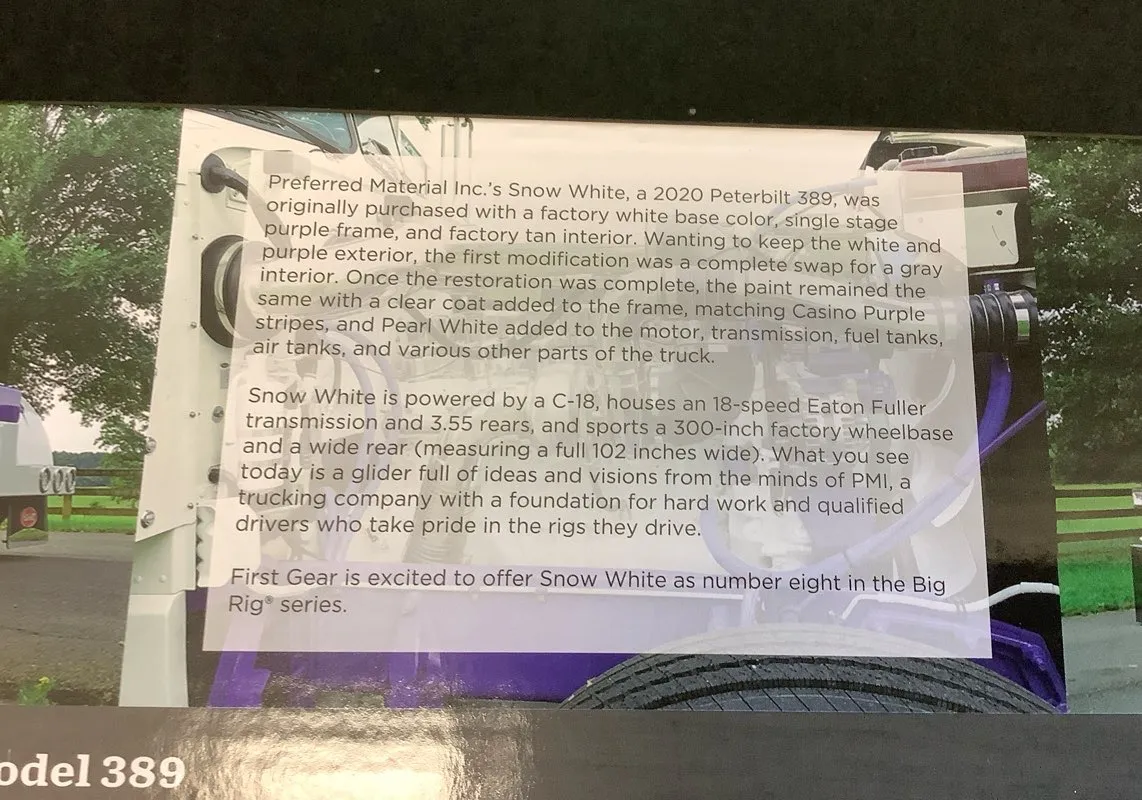 Preferred Material Inc.'s Snow White, a 2020 Peterbilt 389, was
originally purchased with a factory white base color, single stage
purple frame, and factory tan interior. Wanting to keep the white and
purple exterior, the first modification was a complete swap for a gray
interior. Once the restoration was complete, the paint remained the
same with a clear coat added to the frame, matching Casino Purple
stripes, and Pearl White added to the motor, transmission, fuel tanks,
air tanks, and various other parts of the truck.
Snow White is powered by a C-18, houses an 18-speed Eaton Fuller
transmission and 3.55 rears, and sports a 300-inch factory wheelbase
and a wide rear (measuring a full 102 inches wide). What you see
today is a glider full of ideas and visions from the minds of PMI, a
trucking company with a foundation for hard work and qualified
drivers who take pride in the rigs they drive.
First Gear is excited to offer Snow White as number eight in the Big
Rig® series.
odel 389